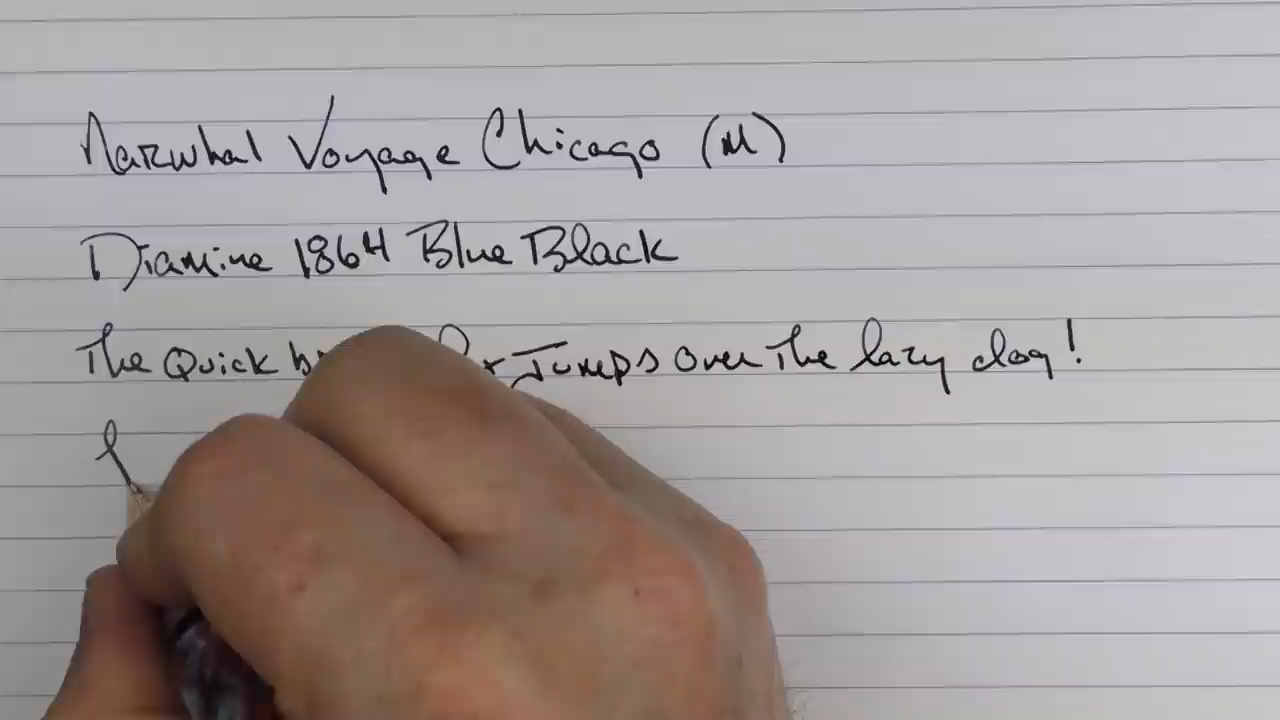 Narwhal Voyage Chicago (M)
Diamine 1864 Blue Black
The Quick Jumps over The lazy dog!